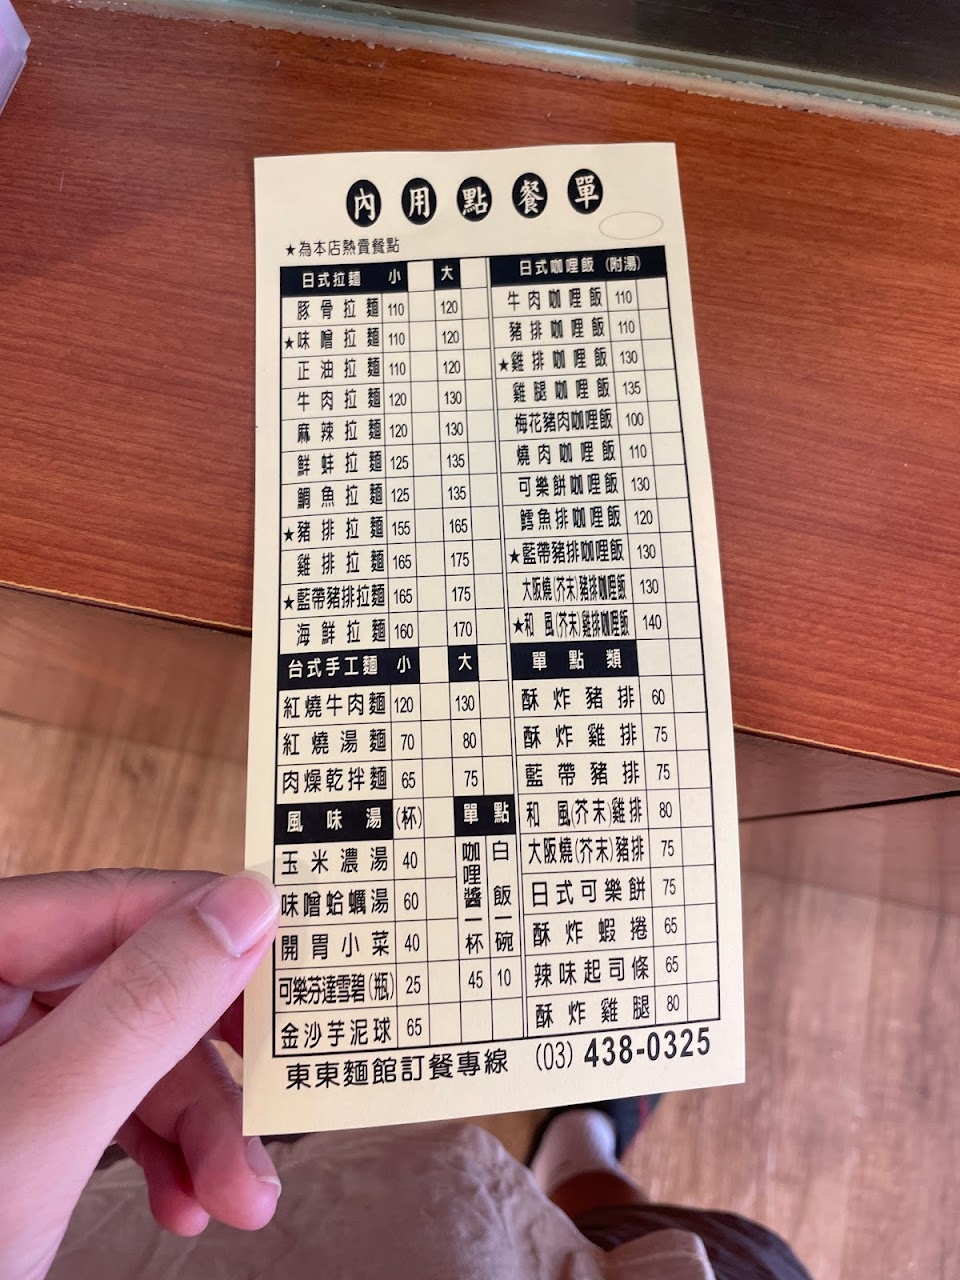 內用點餐單
★為本店熱賣餐點
日式拉麵 小 大
豚骨拉麵 110 120
★味噌拉麵 110 120
正油拉麵 110 120
牛肉拉麵 120 130
麻辣拉麵 120 130
鮮蚌拉麵 125 135
鯛魚拉麵 125 135
★豬排拉麵 155 165
雞排拉麵 165 175
★藍帶豬排拉麵 165 175
海鮮拉麵 160 170
台式手工麵 小 大
紅燒牛肉麵 120 130
紅燒湯麵 70 80
肉燥乾拌麵 65 75
風味湯 (杯)
玉米濃湯 40
味噌蛤蠣湯 60
開胃小菜 40
可樂芬達雪碧(瓶) 25
金沙芋泥球 65
單點
咖哩醬一杯 45
白飯一碗 10
日式咖哩飯 (附湯)
牛肉咖哩飯 110
豬排咖哩飯 110
★雞排咖哩飯 130
雞腿咖哩飯 135
梅花豬肉咖哩飯 100
燒肉咖哩飯 110
可樂餅咖哩飯 130
鱈魚排咖哩飯 120
★藍帶豬排咖哩飯 130
大阪燒(芥末)豬排咖哩飯 130
★和風(芥末)雞排咖哩飯 140
單點類
酥炸豬排 60
酥炸雞排 75
藍帶豬排 75
和風(芥末)雞排 80
大阪燒(芥末)豬排 75
日式可樂餅 75
酥炸蝦捲 65
辣味起司條 65
酥炸雞腿 80
東東麵館訂餐專線 (03) 438-0325